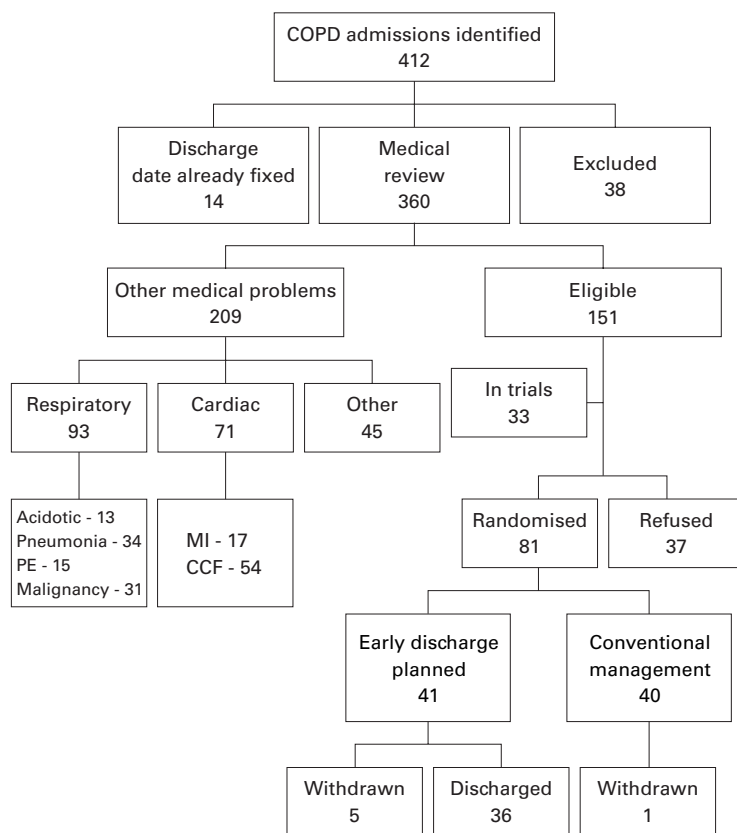 COPD admissions identified
412
Discharge
date already fixed
14
Medical
review
360
Excluded
38
Other medical problems
209
Eligible
151
Respiratory
93
Cardiac
71
Other
45
In trials
33
Acidotic - 13
Pneumonia - 34
PE - 15
Malignancy - 31
MI - 17
CCF - 54
Randomised
81
Refused
37
Early discharge
planned
41
Conventional
management
40
Withdrawn
5
Discharged
36
Withdrawn
1